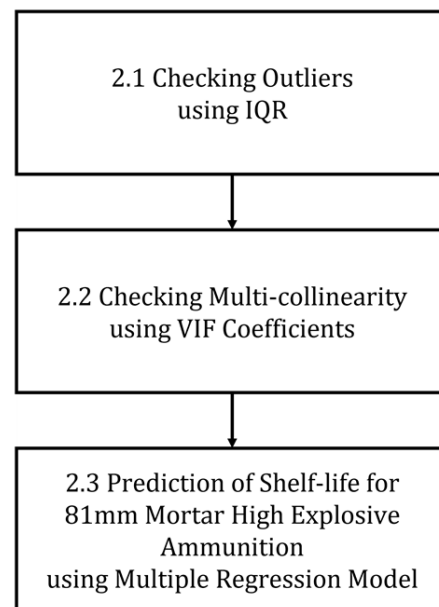 2.1 Checking Outliers
using IQR
2.2 Checking Multi-collinearity
using VIF Coefficients
2.3 Prediction of Shelf-life for
81mm Mortar High Explosive
Ammunition
using Multiple Regression Model